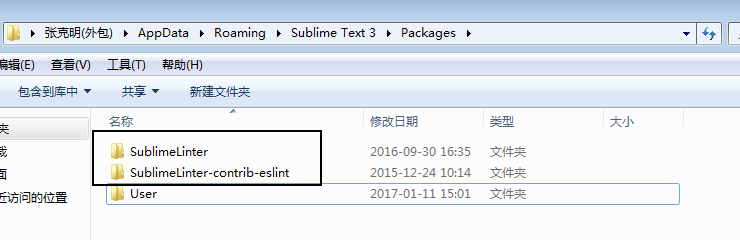 张亮明(外包) AppData Roaming Sublime Text 3 Packages
编辑(E) 查看(V) 工具(T) 帮助(H)
包含到库中 共享 新建文件夹
名称 修改日期 类型 大小
夹
SublimeLinter 2016-09-30 16:35 文件夹
载
SublimeLinter-contrib-eslint 2015-12-24 10:14 文件夹
面
User 2017-01-11 15:01 文件夹
近访问的位置